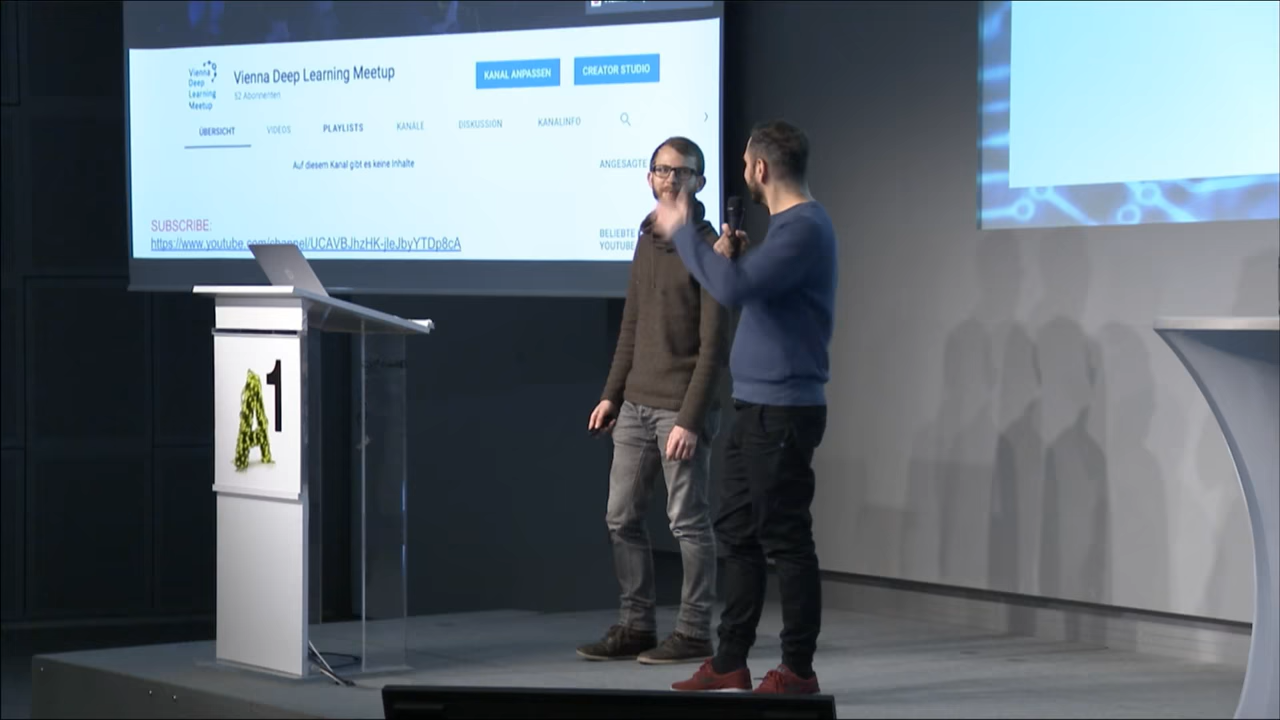 Vienna
Deep
Learning
Meetup
Vienna Deep Learning Meetup
52 Abonnenten
KANAL ANPASSEN
CREATOR STUDIO
ÜBERSICHT
VIDEOS
PLAYLISTS
KANÄLE
DISKUSSION
KANALINFO
Auf diesem Kanal gibt es keine Inhalte
ANGESAGTE
SUBSCRIBE:
https://www.youtube.com/channel/UCAVBJhzHK-jleJbyYTDp8cA
BELIEBTE
YOUTUBE
A1